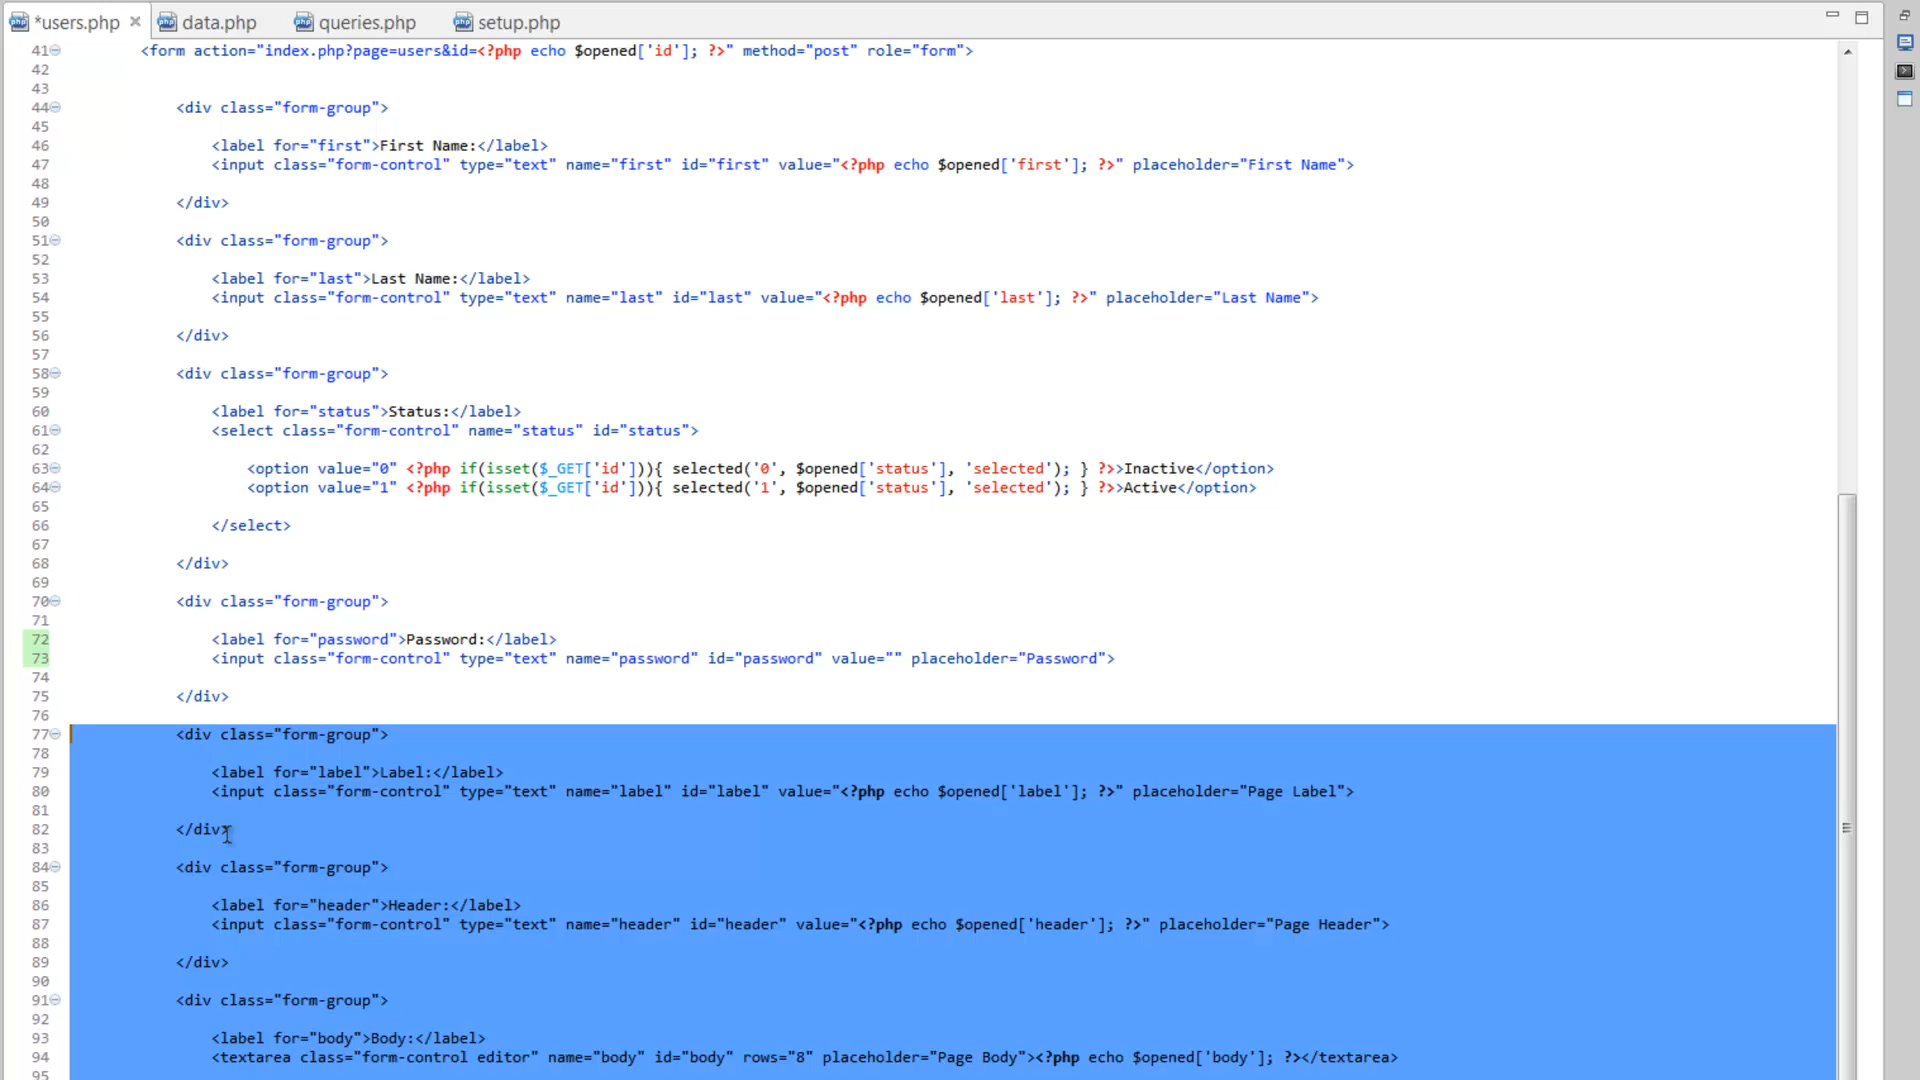 *users.php data.php queries.php setup.php
41 <form action="index.php?page=users&id=<?php echo $opened['id']; ?>" method="post" role="form">
42
43
44 <div class="form-group">
45
46 <label for="first">First Name:</label>
47 <input class="form-control" type="text" name="first" id="first" value="<?php echo $opened['first']; ?>" placeholder="First Name">
48
49 </div>
50
51 <div class="form-group">
52
53 <label for="last">Last Name:</label>
54 <input class="form-control" type="text" name="last" id="last" value="<?php echo $opened['last']; ?>" placeholder="Last Name">
55
56 </div>
57
58 <div class="form-group">
59
60 <label for="status">Status:</label>
61 <select class="form-control" name="status" id="status">
62
63 <option value="0" <?php if(isset($_GET['id'])){ selected('0', $opened['status'], 'selected'); } ?>>Inactive</option>
64 <option value="1" <?php if(isset($_GET['id'])){ selected('1', $opened['status'], 'selected'); } ?>>Active</option>
65
66 </select>
67
68 </div>
69
70 <div class="form-group">
71
72 <label for="password">Password:</label>
73 <input class="form-control" type="text" name="password" id="password" value="" placeholder="Password">
74
75 </div>
76
77 <div class="form-group">
78
79 <label for="label">Label:</label>
80 <input class="form-control" type="text" name="label" id="label" value="<?php echo $opened['label']; ?>" placeholder="Page Label">
81
82 </div>
83
84 <div class="form-group">
85
86 <label for="header">Header:</label>
87 <input class="form-control" type="text" name="header" id="header" value="<?php echo $opened['header']; ?>" placeholder="Page Header">
88
89 </div>
90
91 <div class="form-group">
92
93 <label for="body">Body:</label>
94 <textarea class="form-control editor" name="body" id="body" rows="8" placeholder="Page Body"><?php echo $opened['body']; ?></textarea>
95